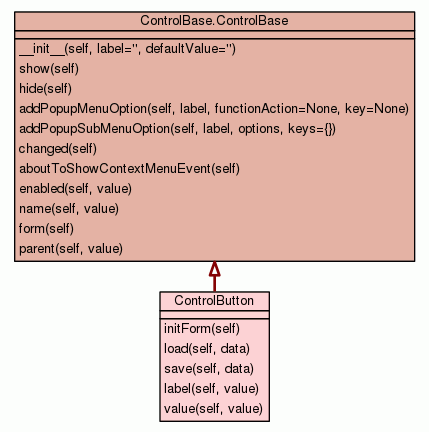 ControlBase.ControlBase
__init__(self, label='', defaultValue='')
show(self)
hide(self)
addPopupMenuOption(self, label, functionAction=None, key=None)
addPopupSubMenuOption(self, label, options, keys={})
changed(self)
aboutToShowContextMenuEvent(self)
enabled(self, value)
name(self, value)
form(self)
parent(self, value)
ControlButton
initForm(self)
load(self, data)
save(self, data)
label(self, value)
value(self, value)